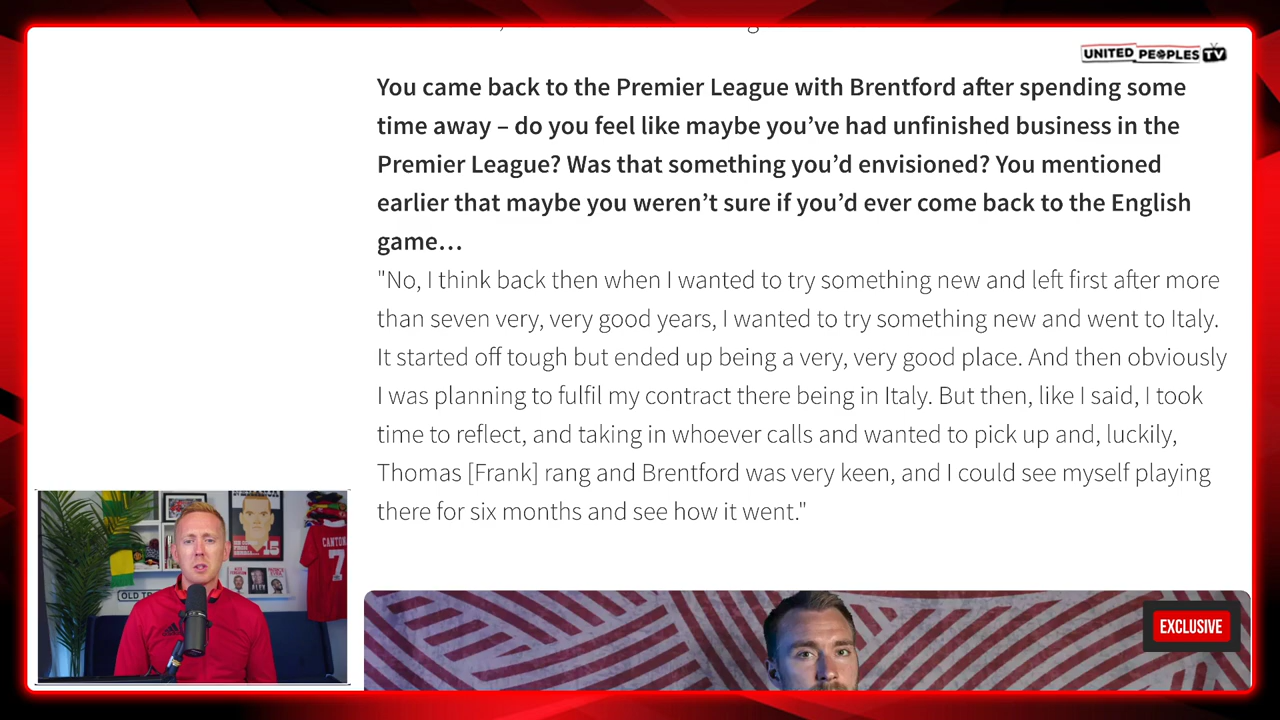 UNITED PEOPLES TV
You came back to the Premier League with Brentford after spending some
time away – do you feel like maybe you’ve had unfinished business in the
Premier League? Was that something you’d envisioned? You mentioned
earlier that maybe you weren’t sure if you’d ever come back to the English
game…
"No, I think back then when I wanted to try something new and left first after more
than seven very, very good years, I wanted to try something new and went to Italy.
It started off tough but ended up being a very, very good place. And then obviously
I was planning to fulfil my contract there being in Italy. But then, like I said, I took
time to reflect, and taking in whoever calls and wanted to pick up and, luckily,
Thomas [Frank] rang and Brentford was very keen, and I could see myself playing
there for six months and see how it went."
NEMANJA
15
CANTON
7
OLD TR
EXCLUSIVE